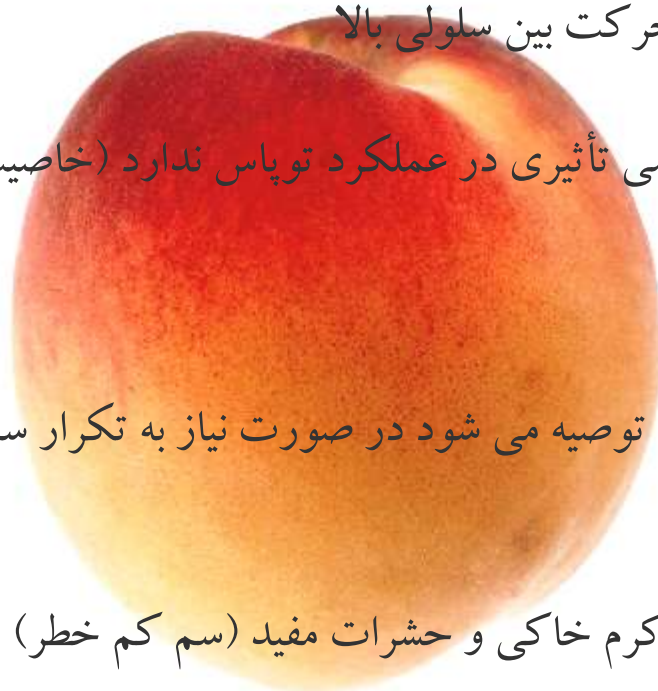 حرکت بین سلولی بالا
تأثیری در عملکرد توپاس ندارد (خاصیت
توصیه می شود در صورت نیاز به تکرار
کرم خاکی و حشرات مفید (سم کم خطر)